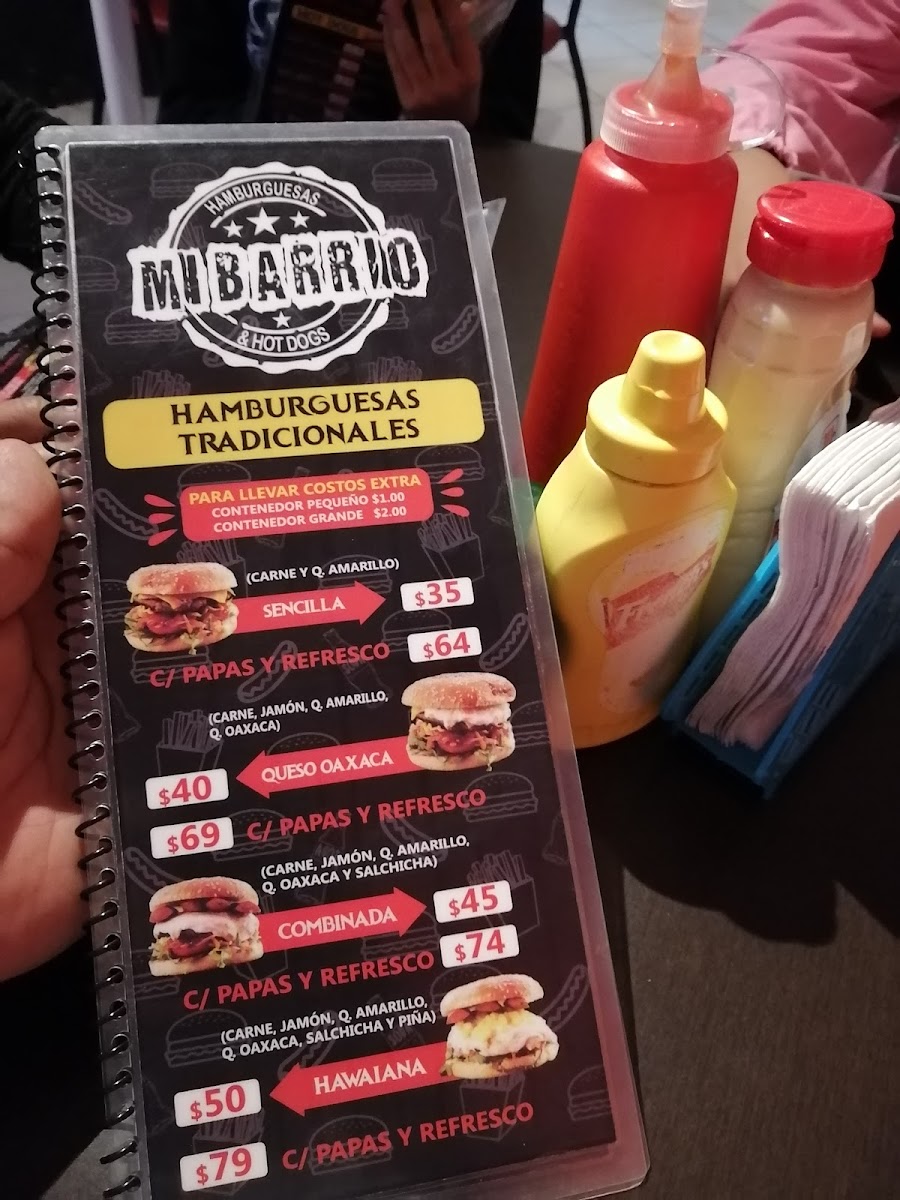 HAMBURGUESAS
MI BARRIO
& HOT DOGS
HAMBURGUESAS
TRADICIONALES
PARA LLEVAR COSTOS EXTRA
CONTENEDOR PEQUEÑO $1.00
CONTENEDOR GRANDE $2.00
(CARNE Y Q. AMARILLO)
SENCILLA $35
C/ PAPAS Y REFRESCO $64
(CARNE, JAMÓN, Q. AMARILLO,
Q. OAXACA)
$40 QUESO OAXACA
$69 C/ PAPAS Y REFRESCO
(CARNE, JAMÓN, Q. AMARILLO,
Q. OAXACA Y SALCHICHA)
COMBINADA $45
C/ PAPAS Y REFRESCO $74
(CARNE, JAMÓN, Q. AMARILLO,
Q. OAXACA, SALCHICHA Y PIÑA)
$50 HAWAIANA
$79 C/ PAPAS Y REFRESCO